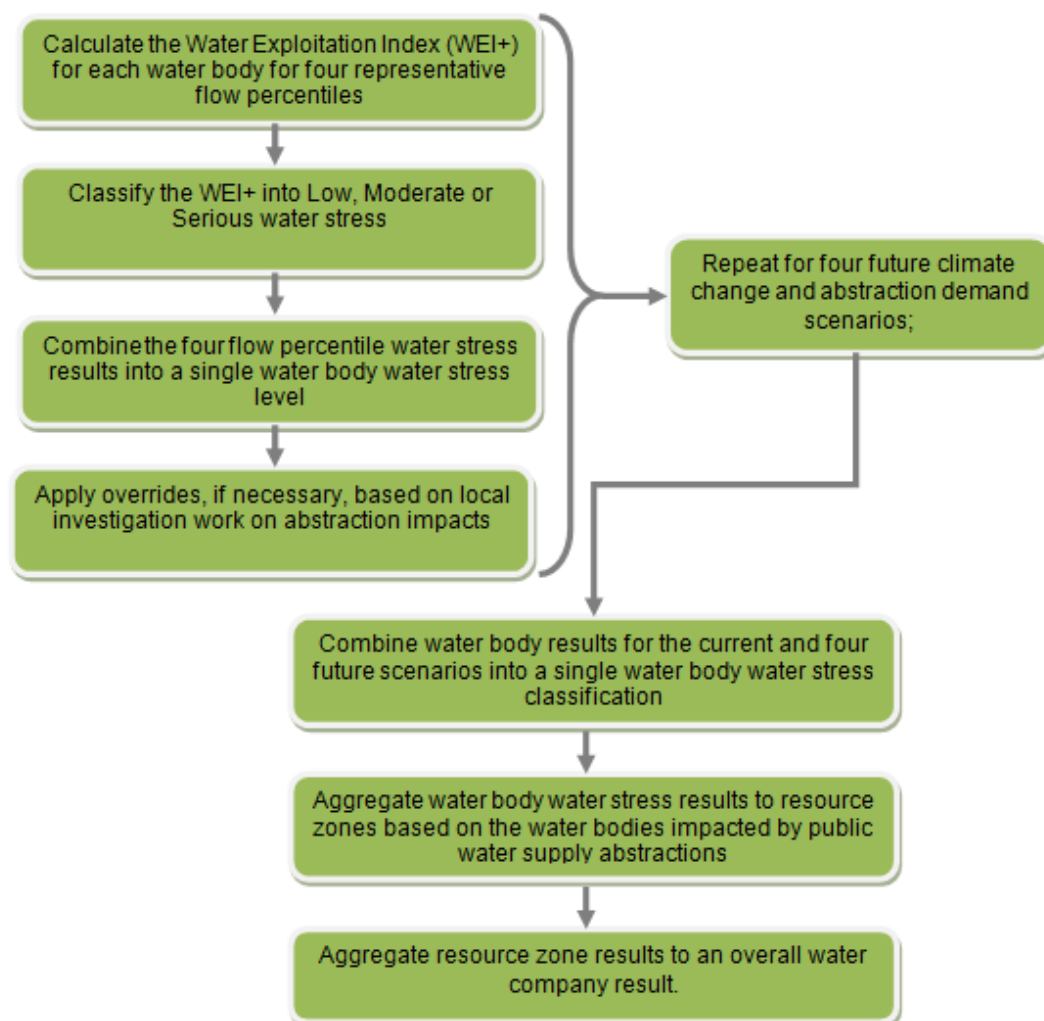 Calculate the Water Exploitation Index (WEI+)
for each water body for four representative
flow percentiles
Classify the WEI+ into Low, Moderate or
Serious water stress
Combine the four flow percentile water stress
results into a single water body water stress
level
Apply overrides, if necessary, based on local
investigation work on abstraction impacts
Repeat for four future climate
change and abstraction demand
scenarios;
Combine water body results for the current and four
future scenarios into a single water body water stress
classification
Aggregate water body water stress results to resource
zones based on the water bodies impacted by public
water supply abstractions
Aggregate resource zone results to an overall water
company result.